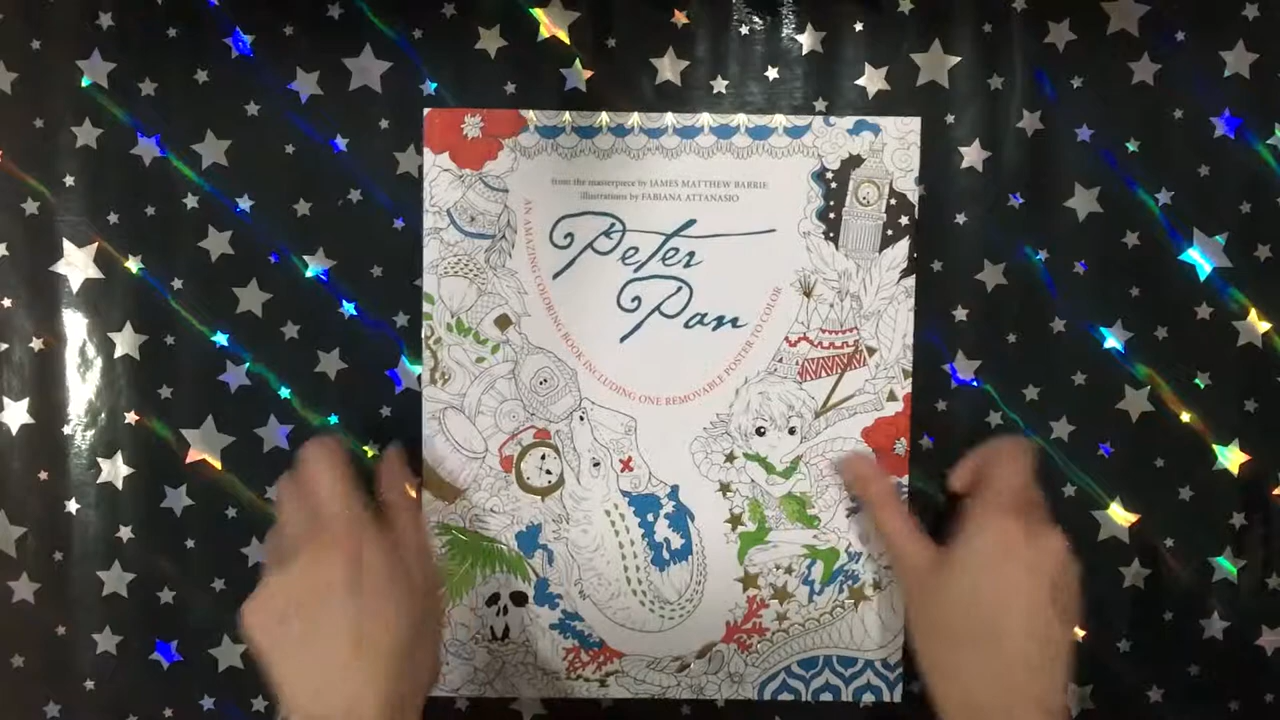 from the masterpiece by JAMES MATTHEW BARRIE
illustrations by FABIANA ATTANASIO
Peter
Pan
AN AMAZING COLORING BOOK INCLUDING ONE REMOVABLE POSTER TO COLOR